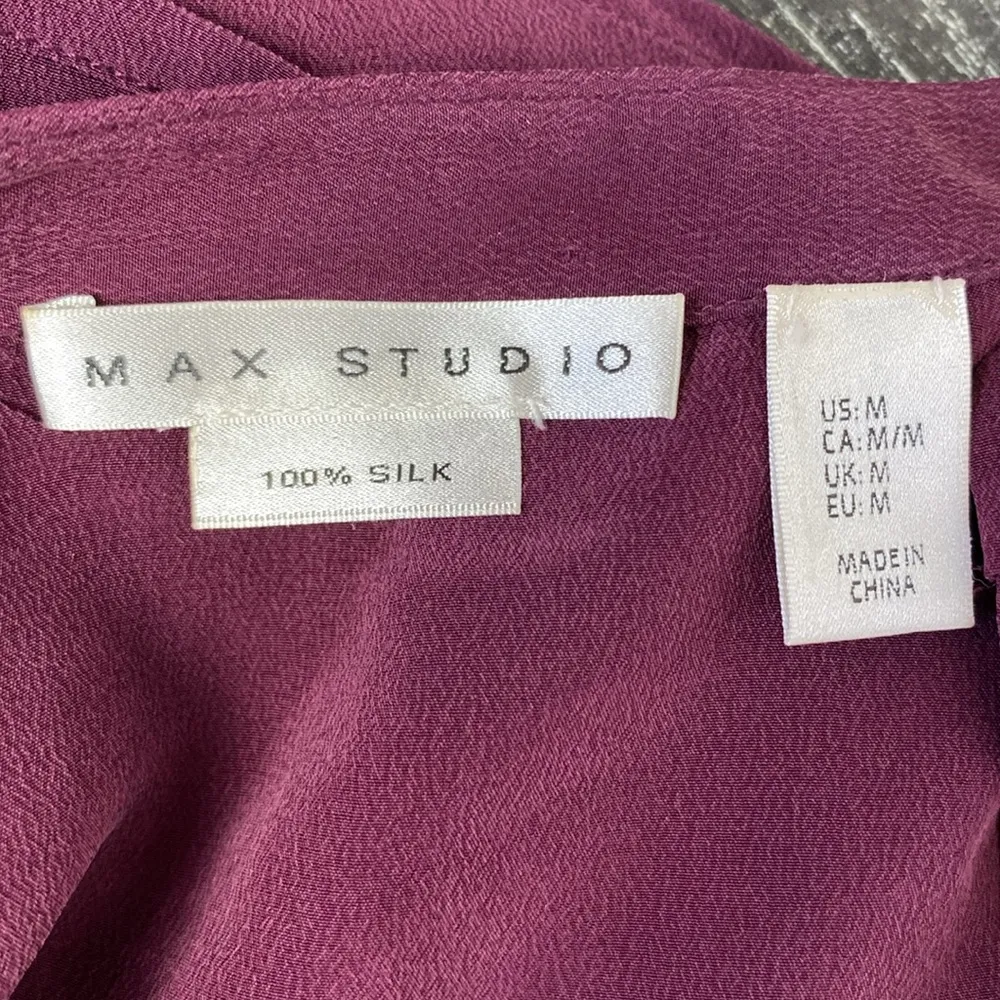 MAX STUDIO
100% SILK
US: M
CA: M/M
UK: M
EU: M
MADE IN
CHINA